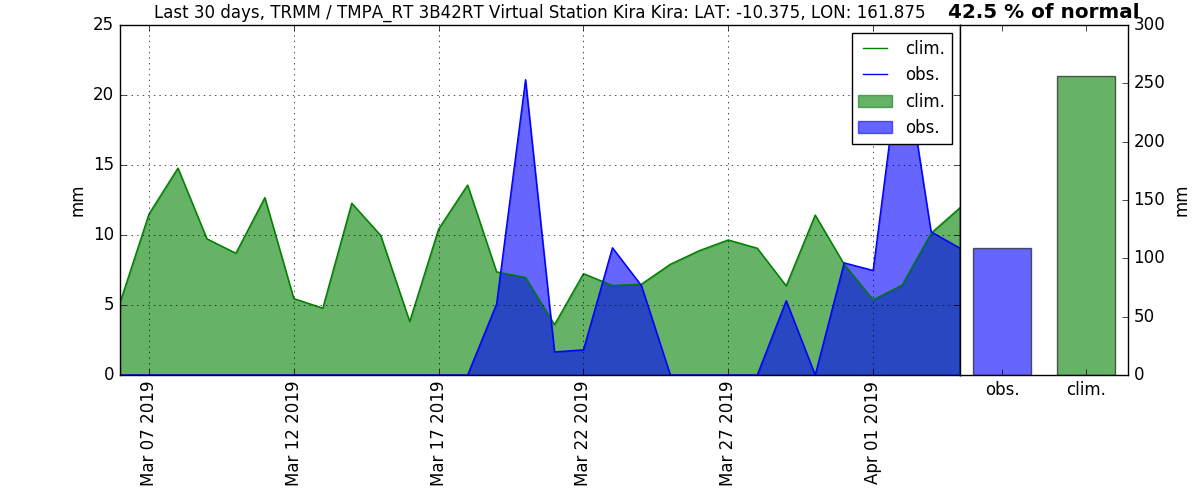 Last 30 days, TRMM / TMPA_RT 3B42RT Virtual Station Kira Kira: LAT: -10.375, LON: 161.875
42.5 % of normal
25
20
15
10
5
0
mm
clim.
obs.
clim.
obs.
Mar 07 2019
Mar 12 2019
Mar 17 2019
Mar 22 2019
Mar 27 2019
Apr 01 2019
300
250
200
150
100
50
0
mm
obs.
clim.